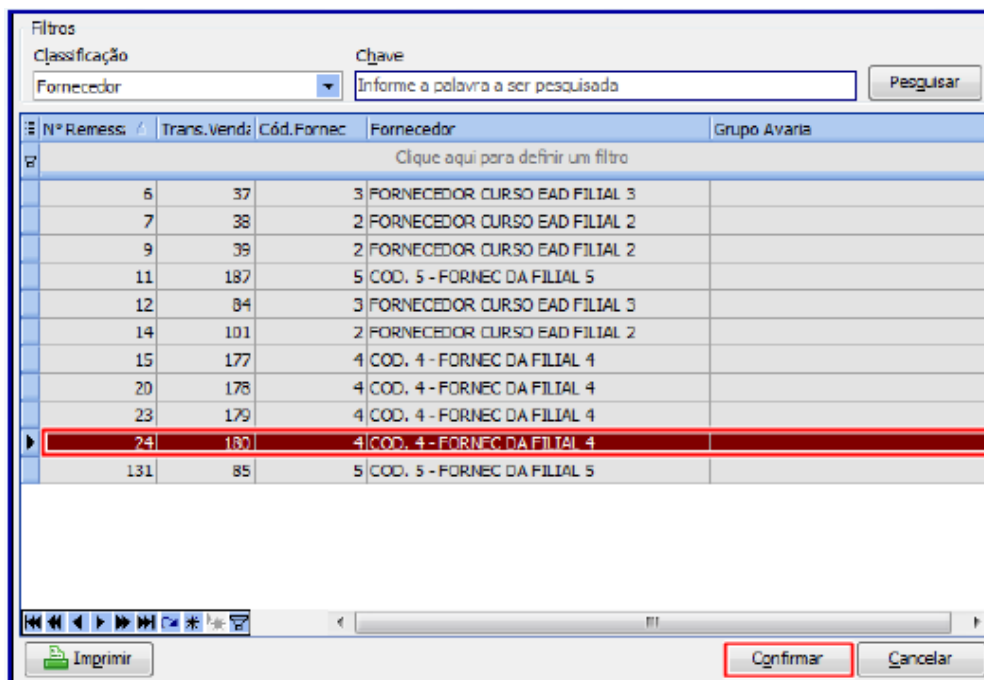 Filtros
Classificação Chave
Fornecedor Informe a palavra a ser pesquisada Pesquisar
Nº Remess: Trans.Venda Cód.Fornec Fornecedor Grupo Avaria
Clique aqui para definir um filtro
6 37 3 FORNECEDOR CURSO EAD FILIAL 3
7 38 2 FORNECEDOR CURSO EAD FILIAL 2
9 39 2 FORNECEDOR CURSO EAD FILIAL 2
11 187 5 COD. 5 - FORNEC DA FILIAL 5
12 84 3 FORNECEDOR CURSO EAD FILIAL 3
14 101 2 FORNECEDOR CURSO EAD FILIAL 2
15 177 4 COD. 4 - FORNEC DA FILIAL 4
20 178 4 COD. 4 - FORNEC DA FILIAL 4
23 179 4 COD. 4 - FORNEC DA FILIAL 4
24 180 4 COD. 4 - FORNEC DA FILIAL 4
131 85 5 COD. 5 - FORNEC DA FILIAL 5
Imprimir Confirmar Cancelar